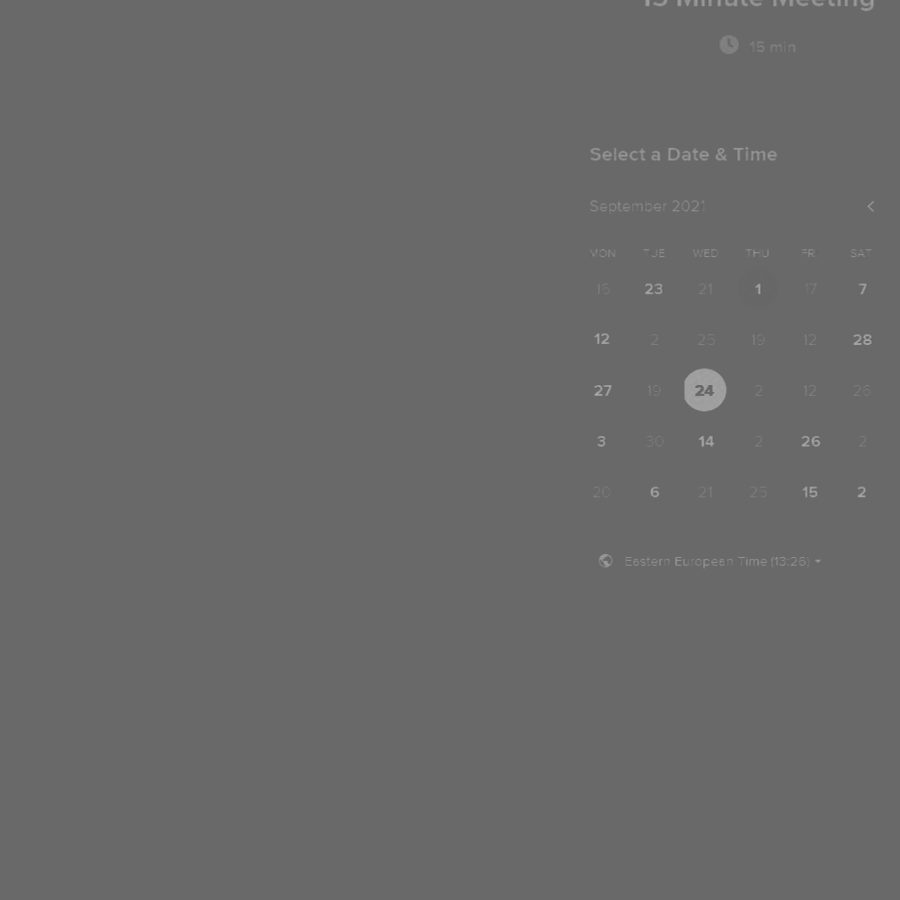 15 Minute Meeting
15 min
Select a Date & Time
September 2021
MON TUE WED THU FR SAT
16 23 21 1 17 7
12 2 25 19 12 28
27 19 24 2 12 26
3 30 14 2 26 2
20 6 21 25 15 2
Eastern European Time (13:26)